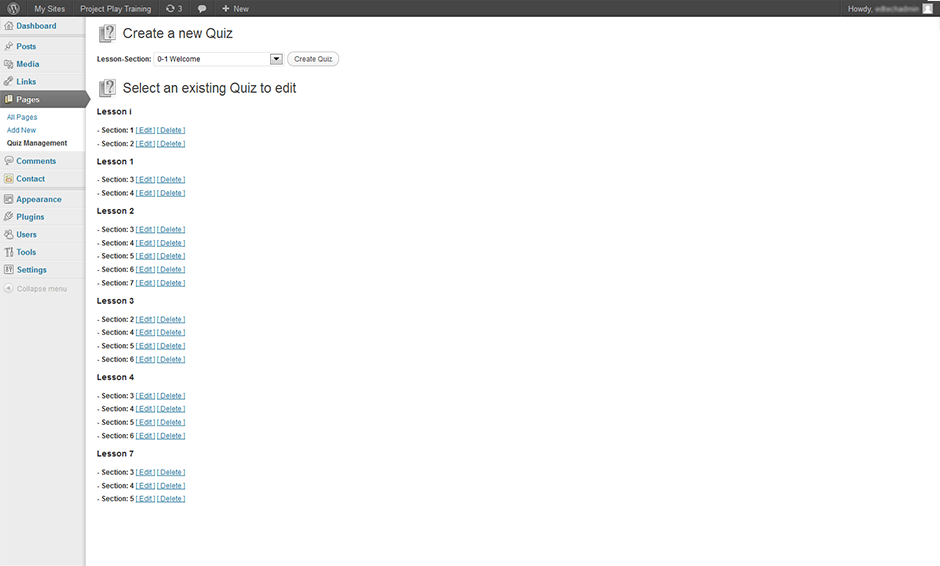 My Sites Project Play Training 3 + New Howdy,
Dashboard
Posts
Media
Links
Pages
All Pages
Add New
Quiz Management
Comments
Contact
Appearance
Plugins
Users
Tools
Settings
Collapse menu
Create a new Quiz
Lesson-Section: 0-1 Welcome Create Quiz
Select an existing Quiz to edit
Lesson i
- Section: 1 [ Edit ] [ Delete ]
- Section: 2 [ Edit ] [ Delete ]
Lesson 1
- Section: 3 [ Edit ] [ Delete ]
- Section: 4 [ Edit ] [ Delete ]
Lesson 2
- Section: 3 [ Edit ] [ Delete ]
- Section: 4 [ Edit ] [ Delete ]
- Section: 5 [ Edit ] [ Delete ]
- Section: 6 [ Edit ] [ Delete ]
- Section: 7 [ Edit ] [ Delete ]
Lesson 3
- Section: 2 [ Edit ] [ Delete ]
- Section: 4 [ Edit ] [ Delete ]
- Section: 5 [ Edit ] [ Delete ]
- Section: 6 [ Edit ] [ Delete ]
Lesson 4
- Section: 3 [ Edit ] [ Delete ]
- Section: 4 [ Edit ] [ Delete ]
- Section: 5 [ Edit ] [ Delete ]
- Section: 6 [ Edit ] [ Delete ]
Lesson 7
- Section: 3 [ Edit ] [ Delete ]
- Section: 4 [ Edit ] [ Delete ]
- Section: 5 [ Edit ] [ Delete ]